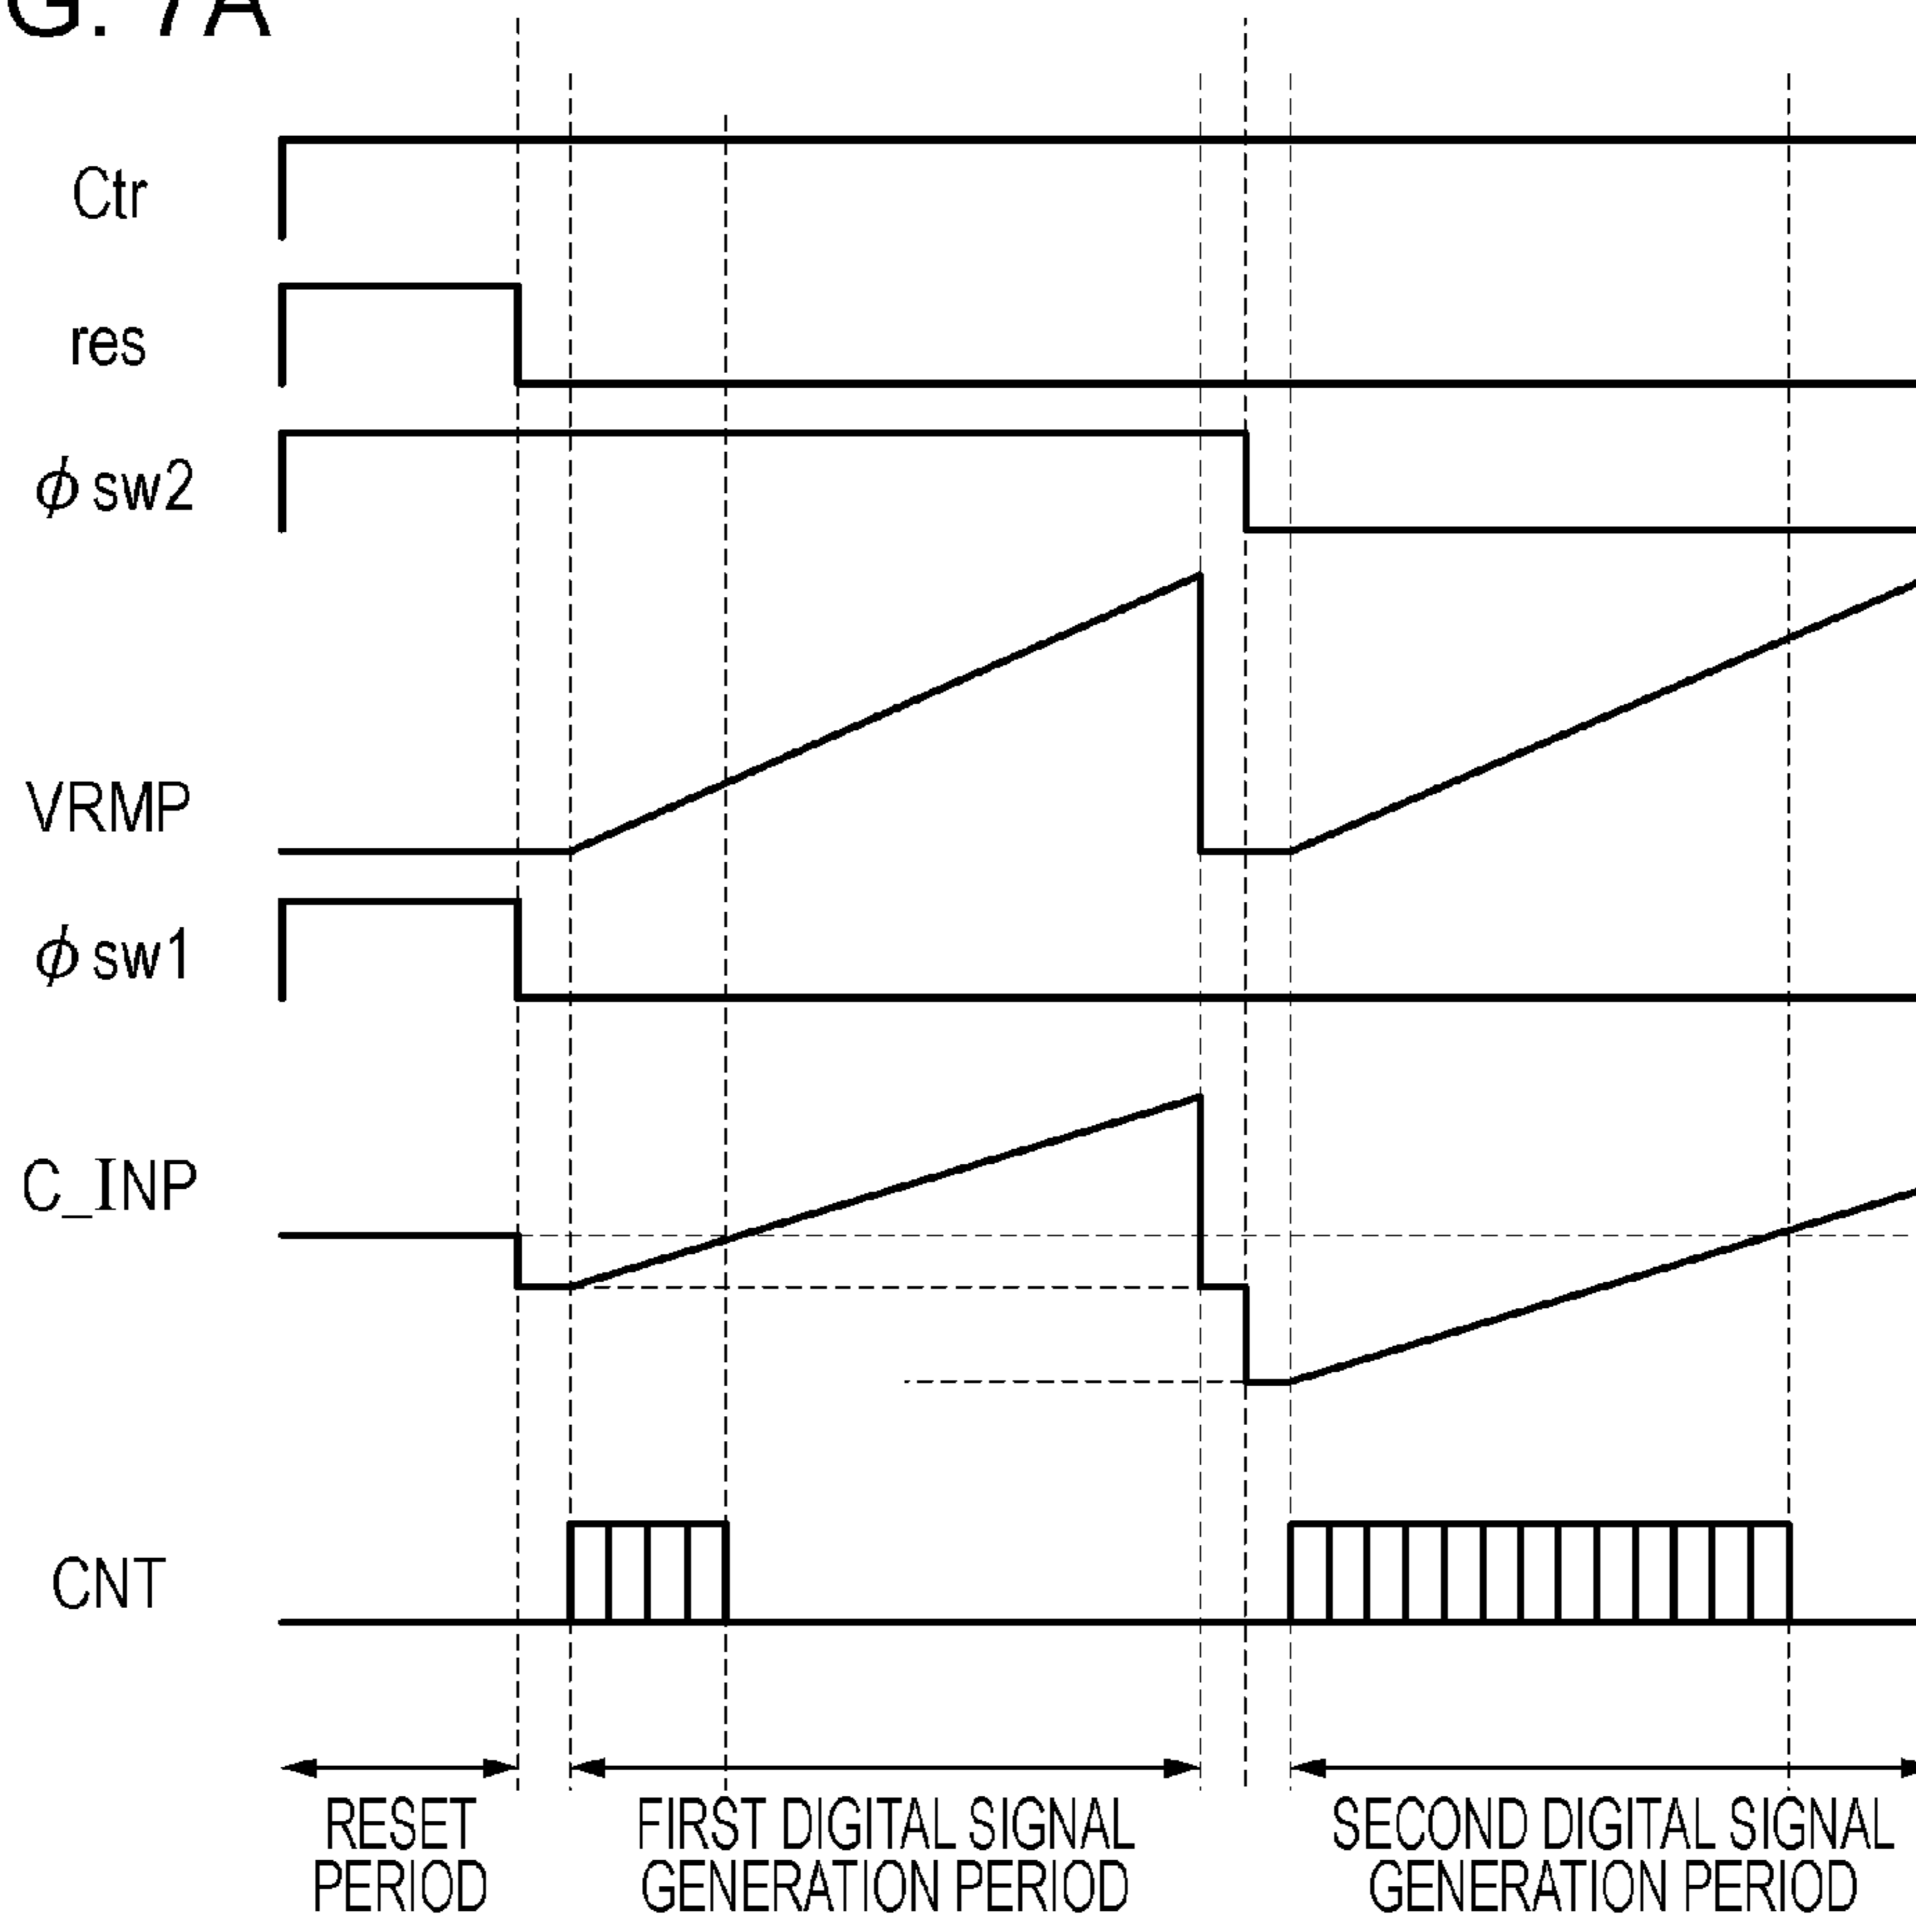 G. 7A
Ctr
res
ϕ sw2
VRMP
ϕ sw1
C_INP
CNT
RESET
PERIOD
FIRST DIGITAL SIGNAL
GENERATION PERIOD
SECOND DIGITAL SIGNAL
GENERATION PERIOD